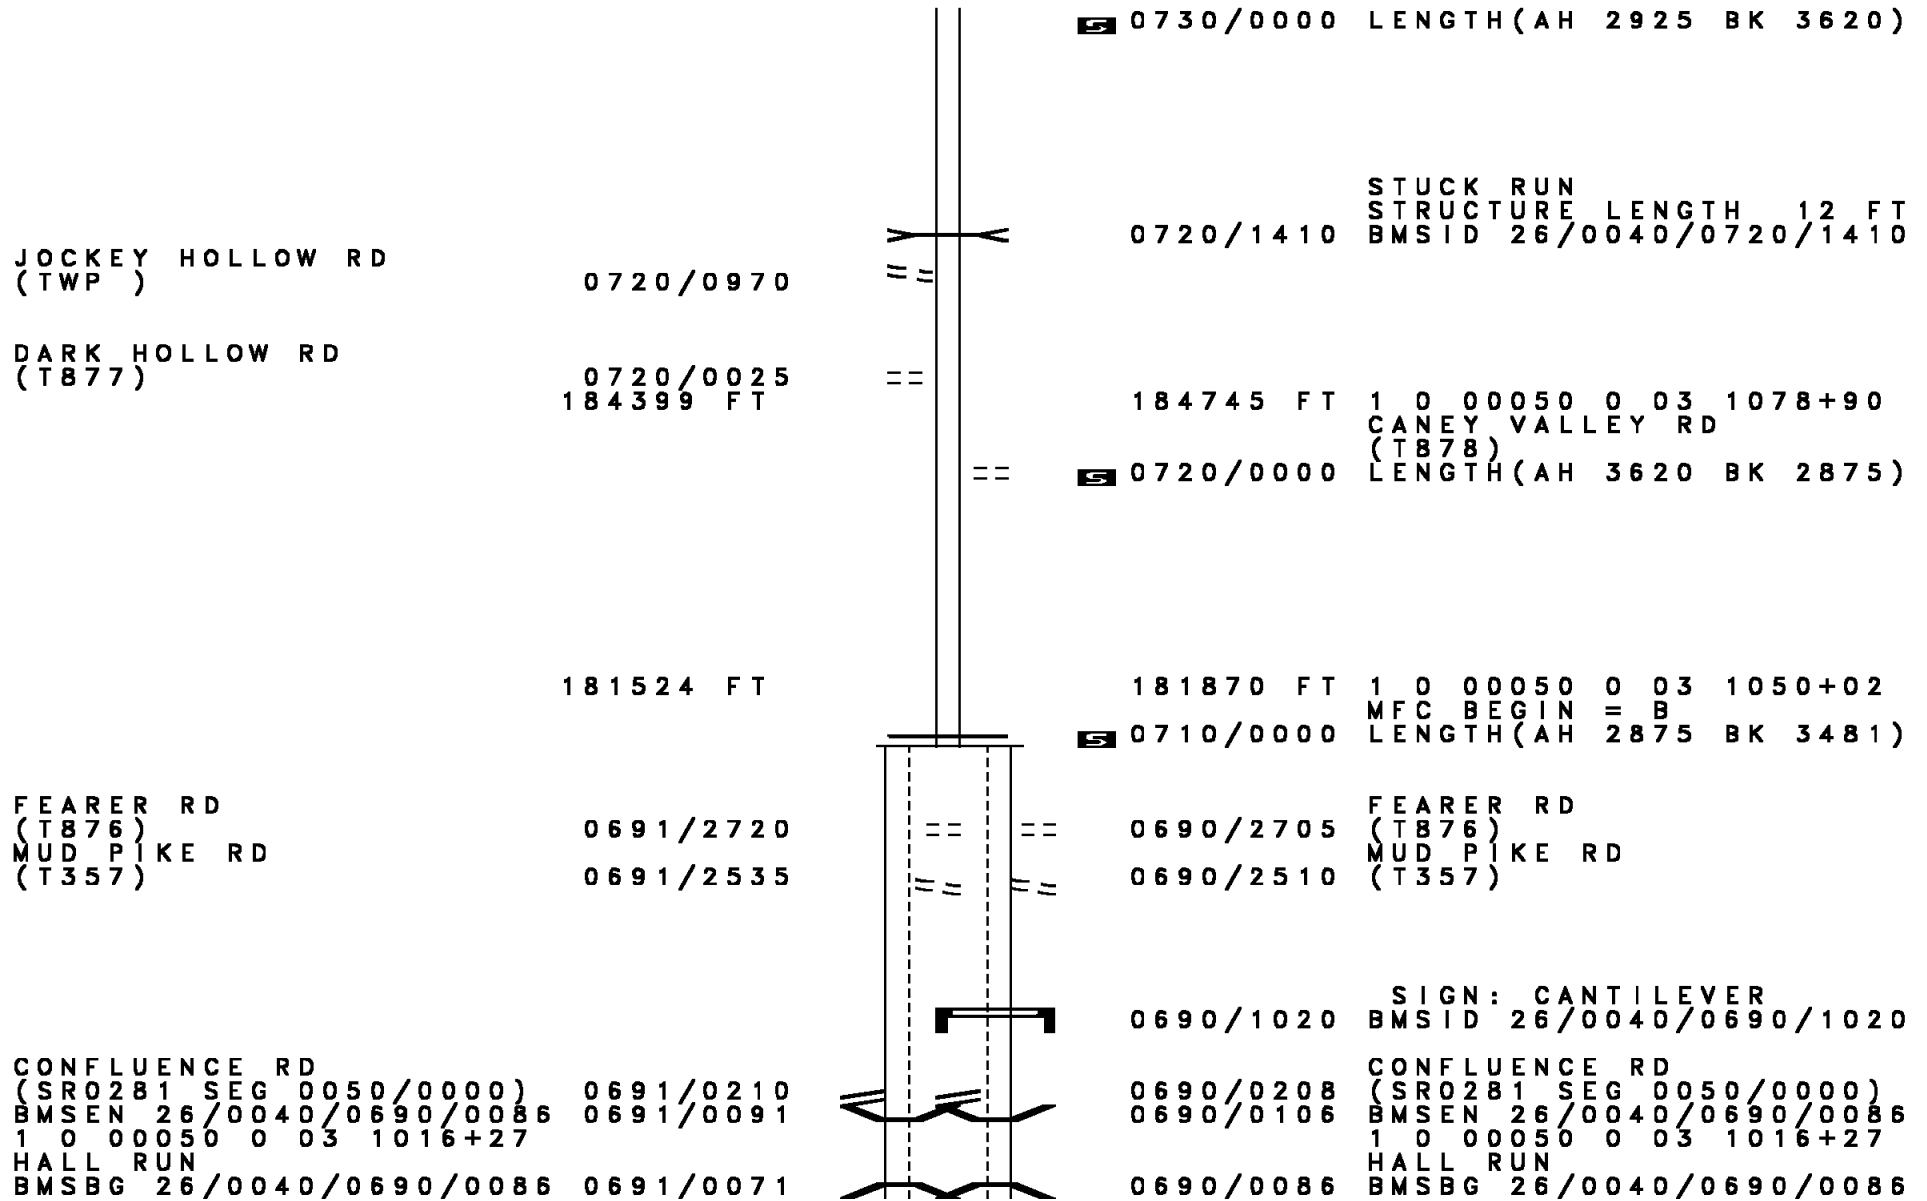 S 0730/0000 LENGTH(AH 2925 BK 3620)
STUCK RUN
STRUCTURE LENGTH 12 FT
0720/1410 BMSID 26/0040/0720/1410
JOCKEY HOLLOW RD
(TWP ) 0720/0970
DARK HOLLOW RD
(T877) 0720/0025
184399 FT 184745 FT 1 0 00050 0 03 1078+90
CANEY VALLEY RD
(T878)
S 0720/0000 LENGTH(AH 3620 BK 2875)
181524 FT 181870 FT 1 0 00050 0 03 1050+02
MFC BEGIN = B
S 0710/0000 LENGTH(AH 2875 BK 3481)
FEARER RD FEARER RD
(T876) 0691/2720 0690/2705 (T876)
MUD PIKE RD MUD PIKE RD
(T357) 0691/2535 0690/2510 (T357)
SIGN: CANTILEVER
0690/1020 BMSID 26/0040/0690/1020
CONFLUENCE RD CONFLUENCE RD
(SR0281 SEG 0050/0000) 0691/0210 0690/0208 (SR0281 SEG 0050/0000)
BMSEN 26/0040/0690/0086 0691/0091 0690/0106 BMSEN 26/0040/0690/0086
1 0 00050 0 03 1016+27 1 0 00050 0 03 1016+27
HALL RUN HALL RUN
BMSBG 26/0040/0690/0086 0691/0071 0690/0086 BMSBG 26/0040/0690/0086